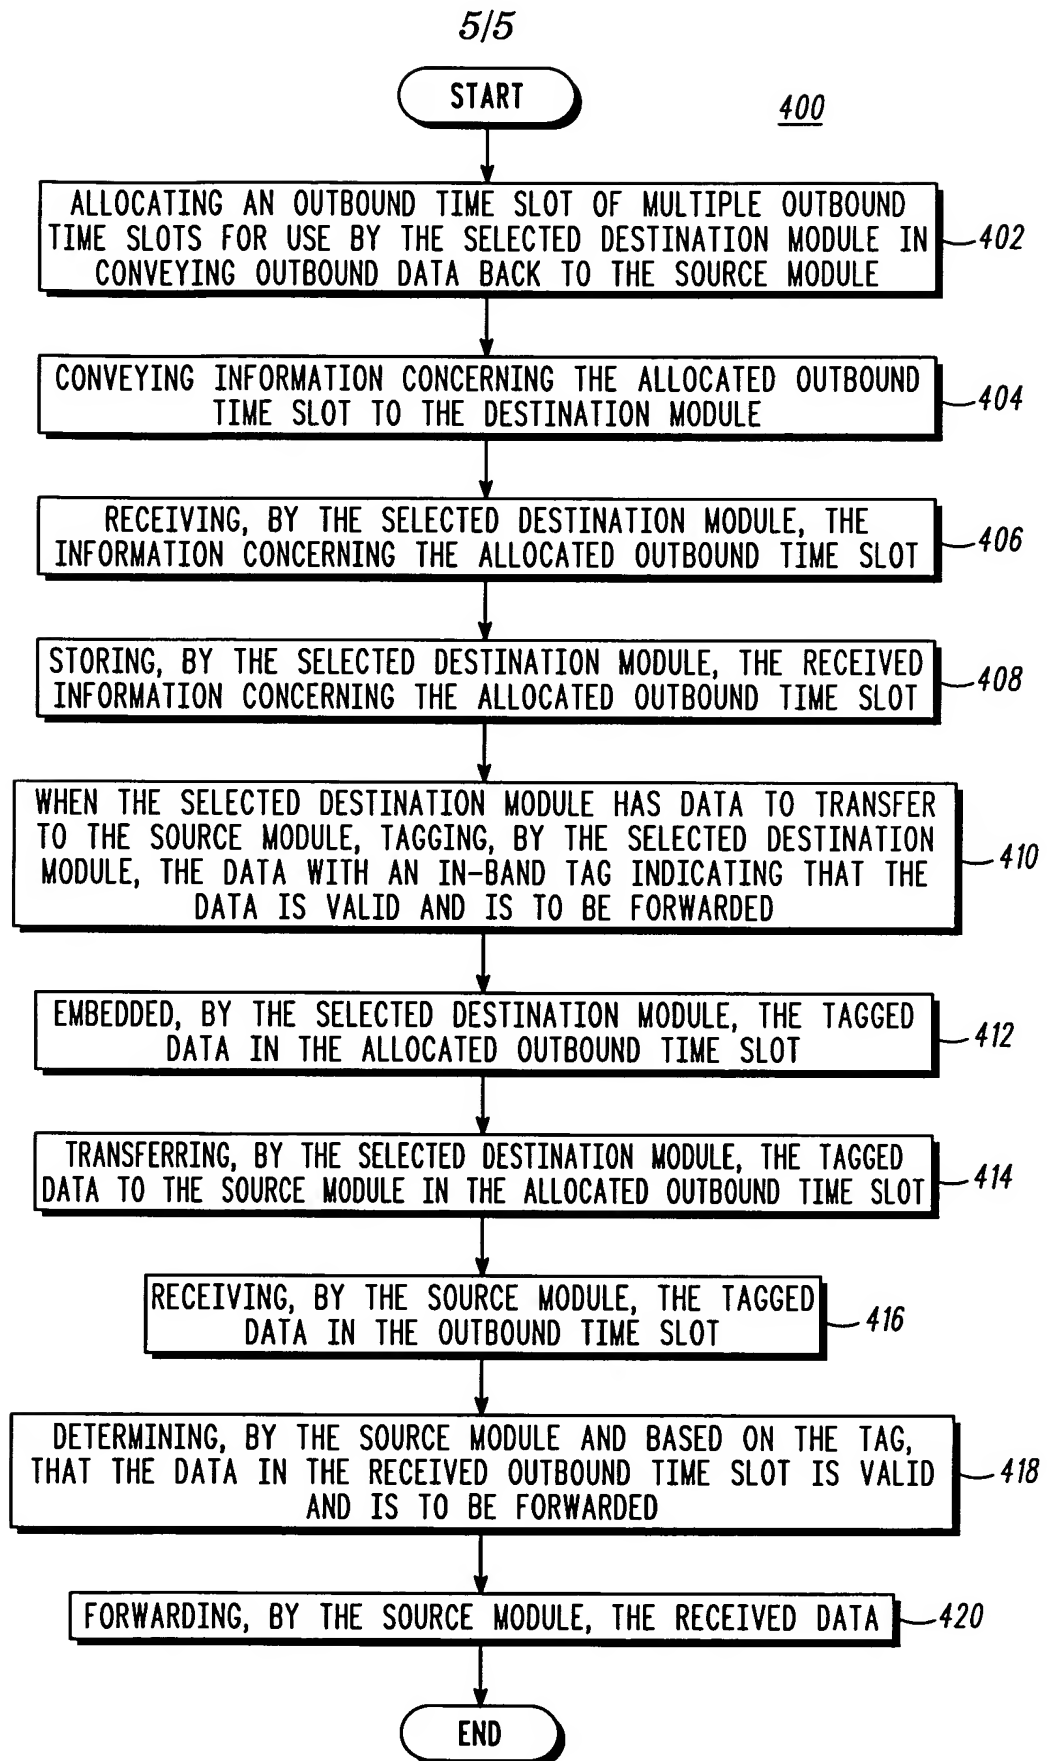 5/5
START
400
ALLOCATING AN OUTBOUND TIME SLOT OF MULTIPLE OUTBOUND
TIME SLOTS FOR USE BY THE SELECTED DESTINATION MODULE IN
CONVEYING OUTBOUND DATA BACK TO THE SOURCE MODULE
402
CONVEYING INFORMATION CONCERNING THE ALLOCATED OUTBOUND
TIME SLOT TO THE DESTINATION MODULE
404
RECEIVING, BY THE SELECTED DESTINATION MODULE, THE
INFORMATION CONCERNING THE ALLOCATED OUTBOUND TIME SLOT
406
STORING, BY THE SELECTED DESTINATION MODULE, THE RECEIVED
INFORMATION CONCERNING THE ALLOCATED OUTBOUND TIME SLOT
408
WHEN THE SELECTED DESTINATION MODULE HAS DATA TO TRANSFER
TO THE SOURCE MODULE, TAGGING, BY THE SELECTED DESTINATION
MODULE, THE DATA WITH AN IN-BAND TAG INDICATING THAT THE
DATA IS VALID AND IS TO BE FORWARDED
410
EMBEDDED, BY THE SELECTED DESTINATION MODULE, THE TAGGED
DATA IN THE ALLOCATED OUTBOUND TIME SLOT
412
TRANSFERRING, BY THE SELECTED DESTINATION MODULE, THE TAGGED
DATA TO THE SOURCE MODULE IN THE ALLOCATED OUTBOUND TIME SLOT
414
RECEIVING, BY THE SOURCE MODULE, THE TAGGED
DATA IN THE OUTBOUND TIME SLOT
416
DETERMINING, BY THE SOURCE MODULE AND BASED ON THE TAG,
THAT THE DATA IN THE RECEIVED OUTBOUND TIME SLOT IS VALID
AND IS TO BE FORWARDED
418
FORWARDING, BY THE SOURCE MODULE, THE RECEIVED DATA
420
END